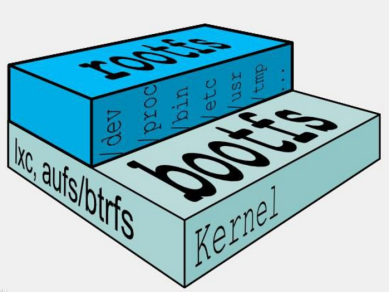 rootfs
/dev
/proc
/bin
/etc
/usr
/tmp
...
bootfs
lxc, aufs/btrfs
Kernel